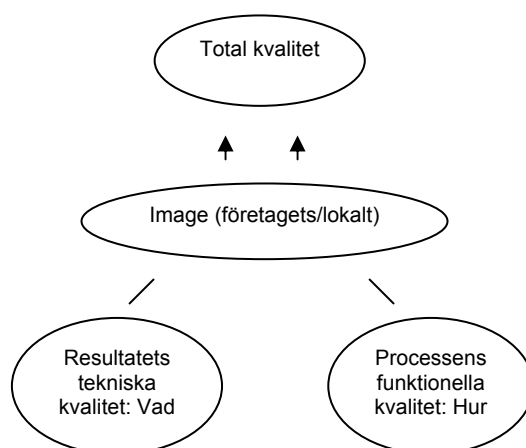 Total kvalitet
Image (företagets/lokalt)
Resultatets
tekniska
kvalitet: Vad
Processens
funktionella
kvalitet: Hur